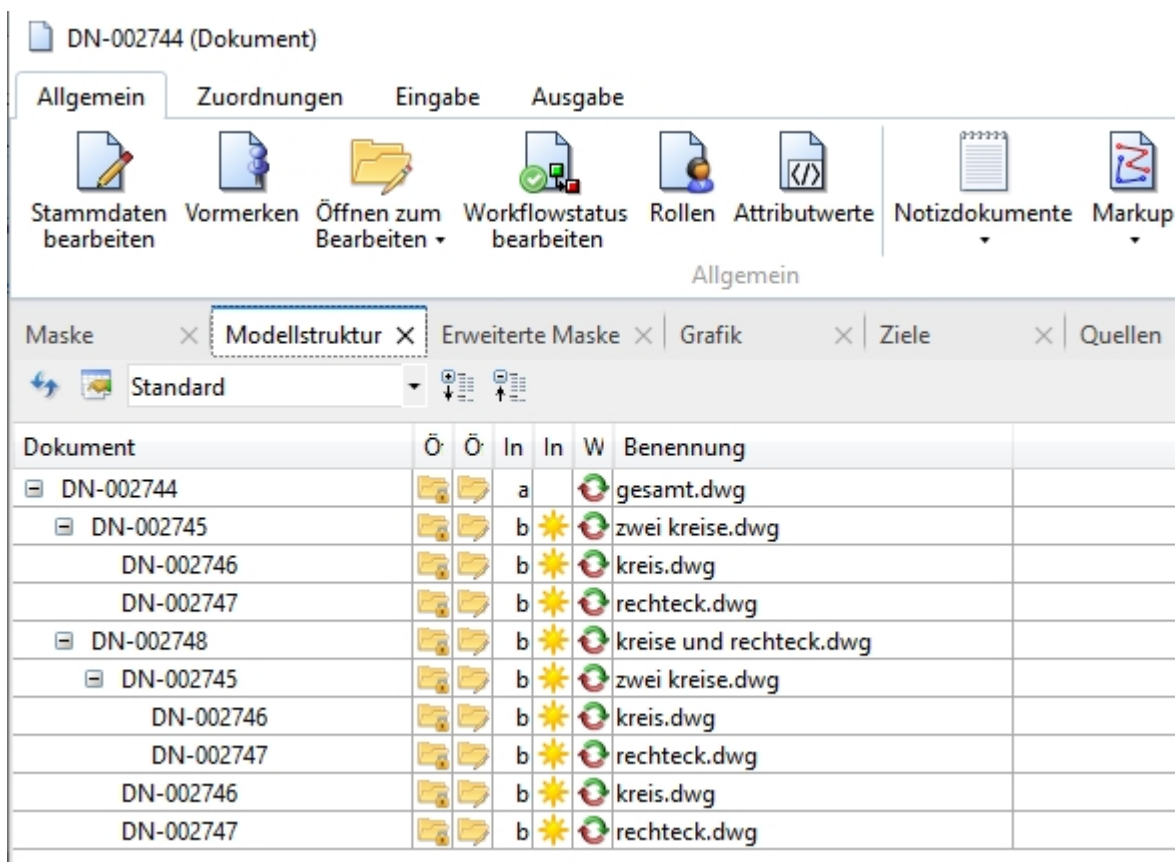 DN-002744 (Dokument)
Allgemein Zuordnungen Eingabe Ausgabe
Stammdaten bearbeiten Vormerken Öffnen zum Bearbeiten Workflowstatus bearbeiten Rollen Attributwerte Notizdokumente Markup
Allgemein
Maske Modellstruktur Erweiterte Maske Grafik Ziele Quellen
Standard
Dokument Ö Ö In In W Benennung
DN-002744 a gesamt.dwg
DN-002745 b zwei kreise.dwg
DN-002746 b kreis.dwg
DN-002747 b rechteck.dwg
DN-002748 b kreise und rechteck.dwg
DN-002745 b zwei kreise.dwg
DN-002746 b kreis.dwg
DN-002747 b rechteck.dwg
DN-002746 b kreis.dwg
DN-002747 b rechteck.dwg